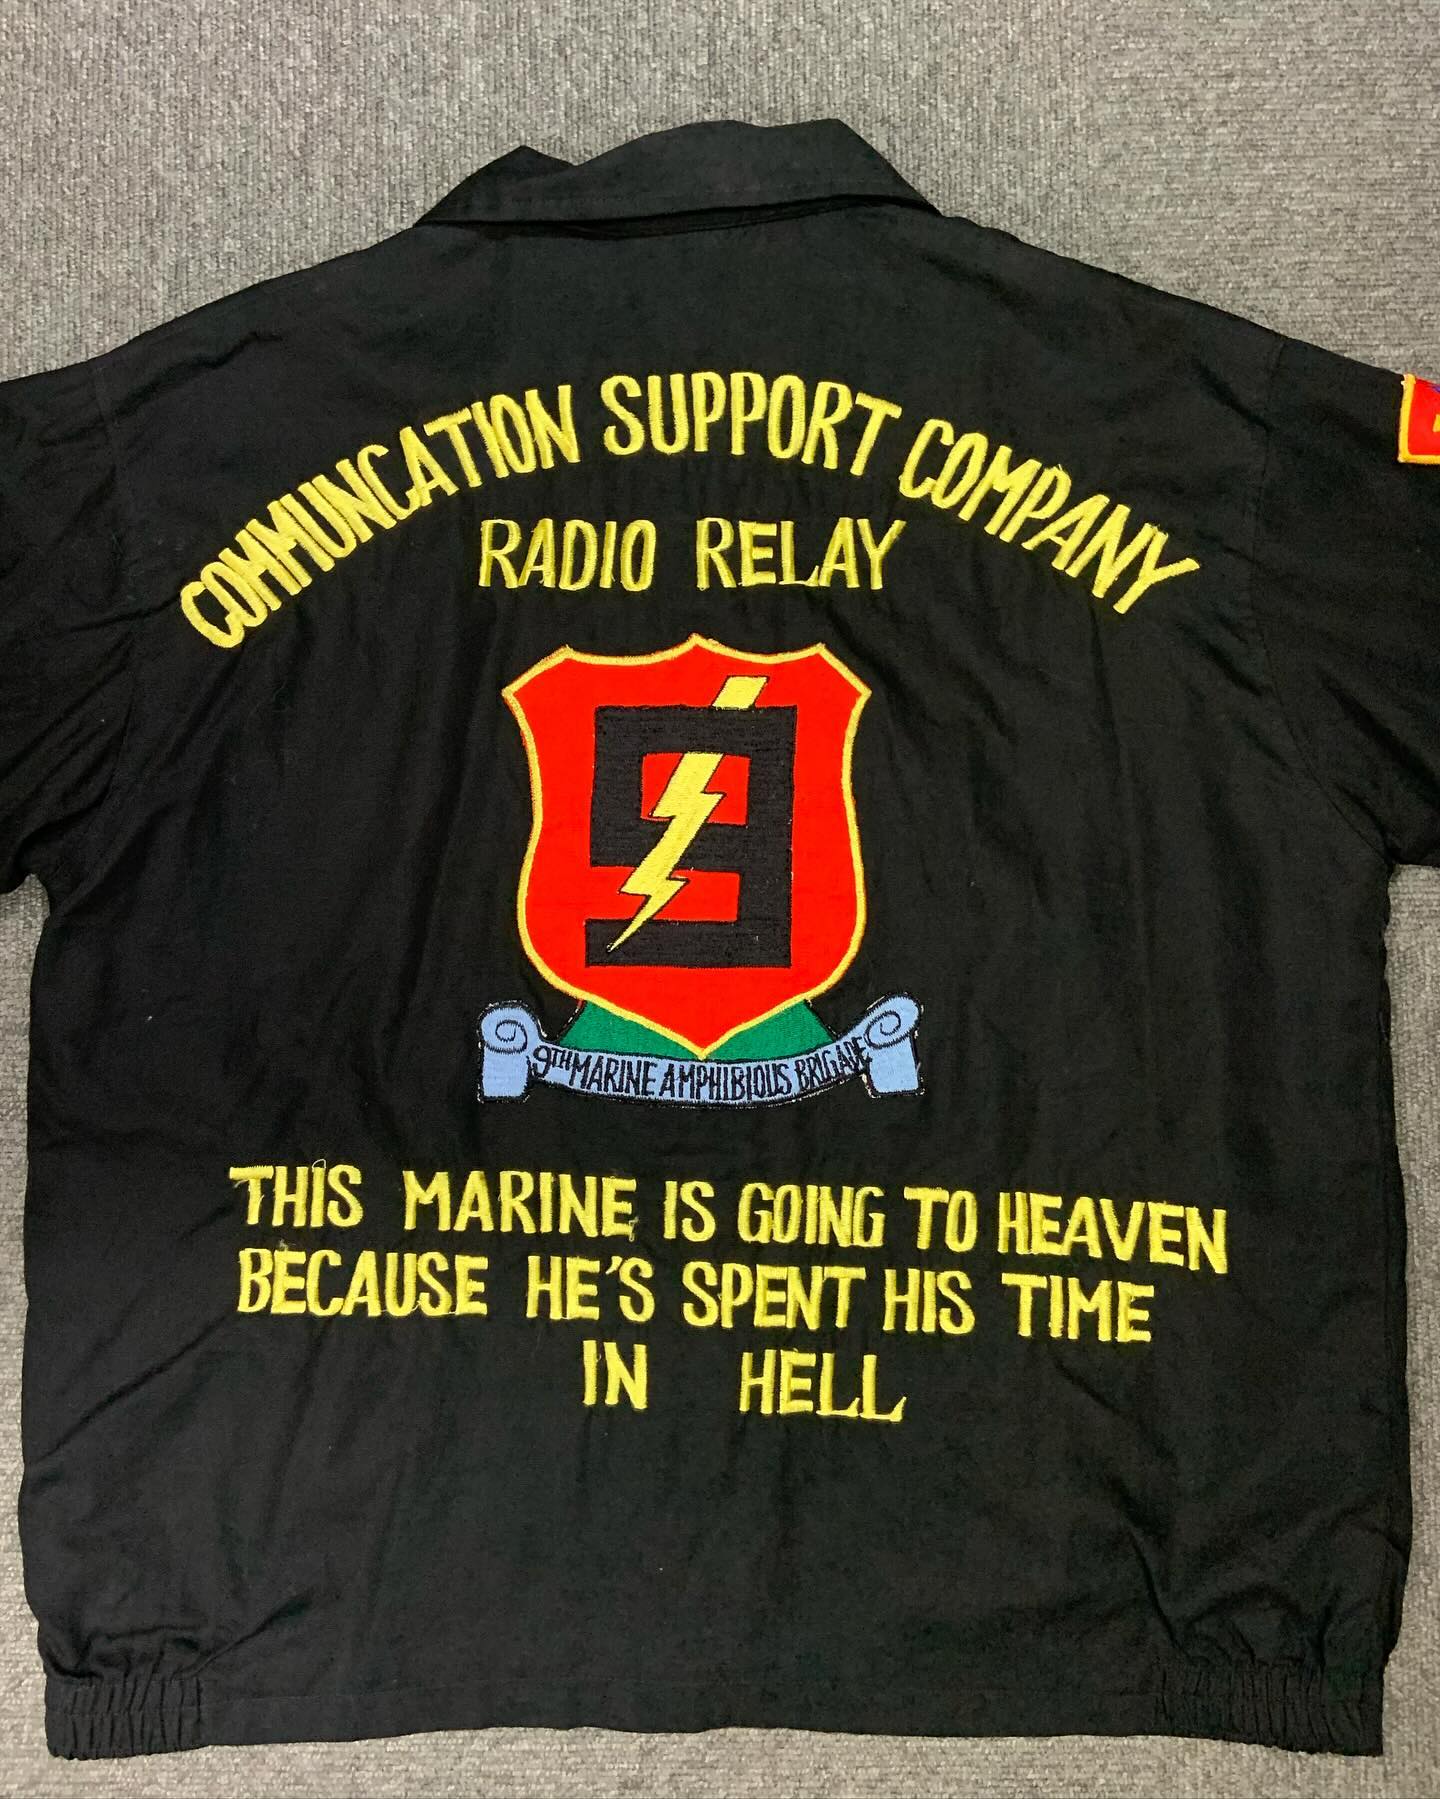 COMMUNCATION SUPPORT COMPANY
RADIO RELAY
9
9TH MARINE AMPHIBIOUS BRIGADE
THIS MARINE IS GOING TO HEAVEN
BECAUSE HE'S SPENT HIS TIME
IN HELL